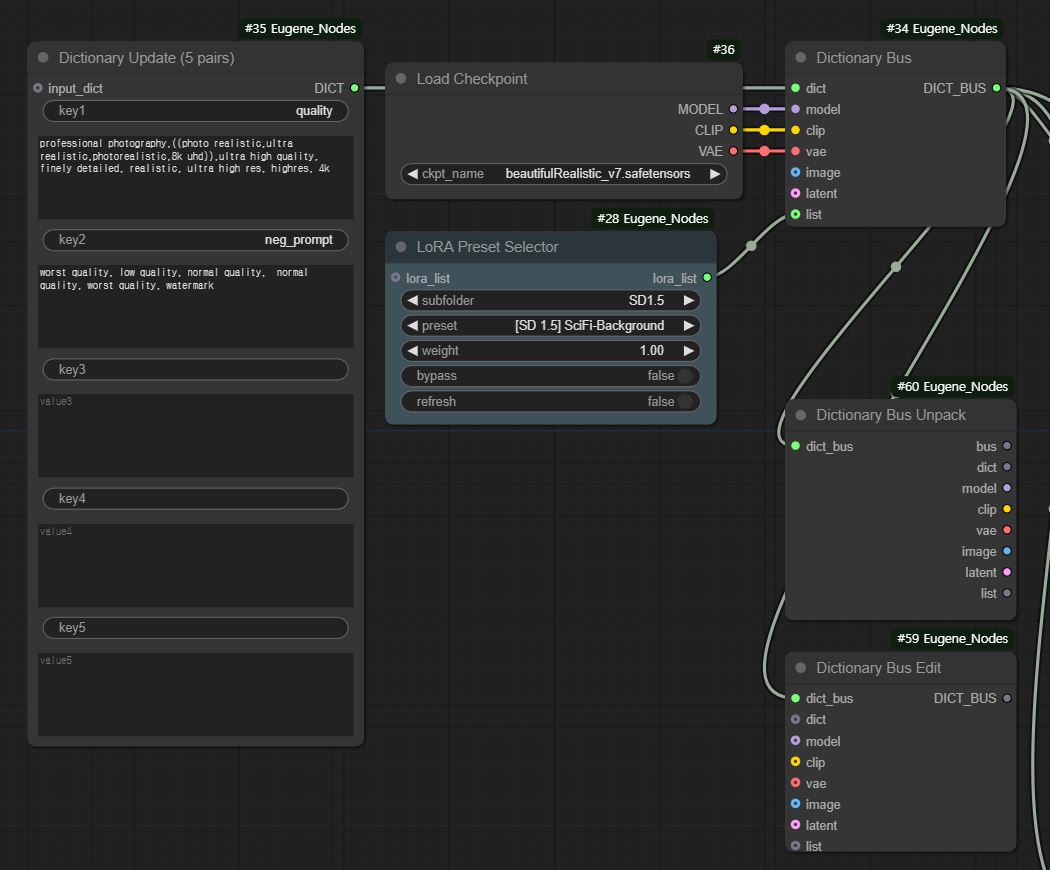 #35 Eugene_Nodes
Dictionary Update (5 pairs)
input_dict DICT
key1 quality
professional photography,((photo realistic,ultra
realistic,photorealistic,8k uhd)),ultra high quality,
finely detailed, realistic, ultra high res, highres, 4k
key2 neg_prompt
worst quality, low quality, normal quality,  normal
quality, worst quality, watermark
key3
value3
key4
value4
key5
value5
#36
Load Checkpoint
MODEL
CLIP
VAE
ckpt_name beautifulRealistic_v7.safetensors
#28 Eugene_Nodes
LoRA Preset Selector
lora_list lora_list
subfolder SD1.5
preset [SD 1.5] SciFi-Background
weight 1.00
bypass false
refresh false
#34 Eugene_Nodes
Dictionary Bus
dict DICT_BUS
model
clip
vae
image
latent
list
#60 Eugene_Nodes
Dictionary Bus Unpack
dict_bus bus
dict
model
clip
vae
image
latent
list
#59 Eugene_Nodes
Dictionary Bus Edit
dict_bus DICT_BUS
dict
model
clip
vae
image
latent
list